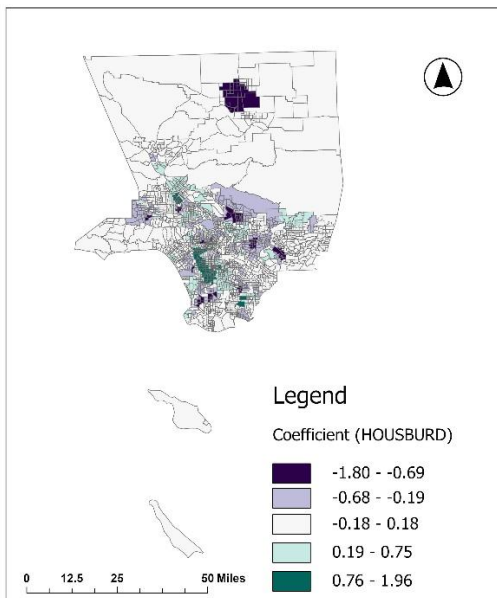 Legend
Coefficient (HOUSBURD)
-1.80 - -0.69
-0.68 - -0.19
-0.18 - 0.18
0.19 - 0.75
0.76 - 1.96
0 12.5 25 50 Miles